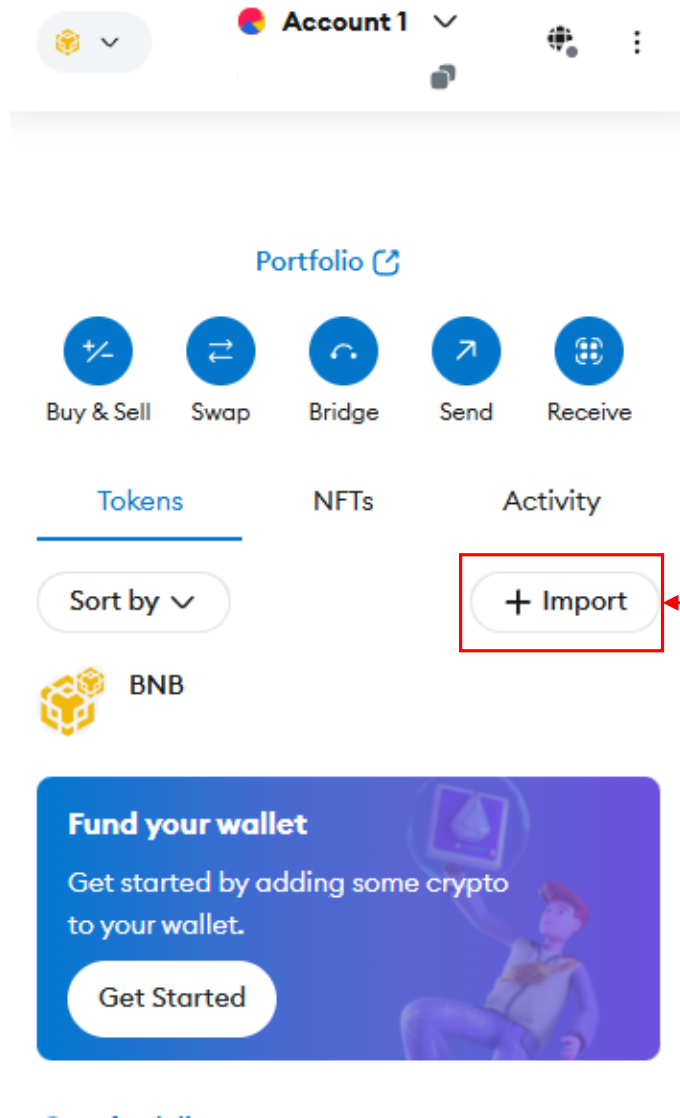 Account 1
Portfolio
Buy & Sell
Swap
Bridge
Send
Receive
Tokens
NFTs
Activity
Sort by
+ Import
BNB
Fund your wallet
Get started by adding some crypto
to your wallet.
Get Started